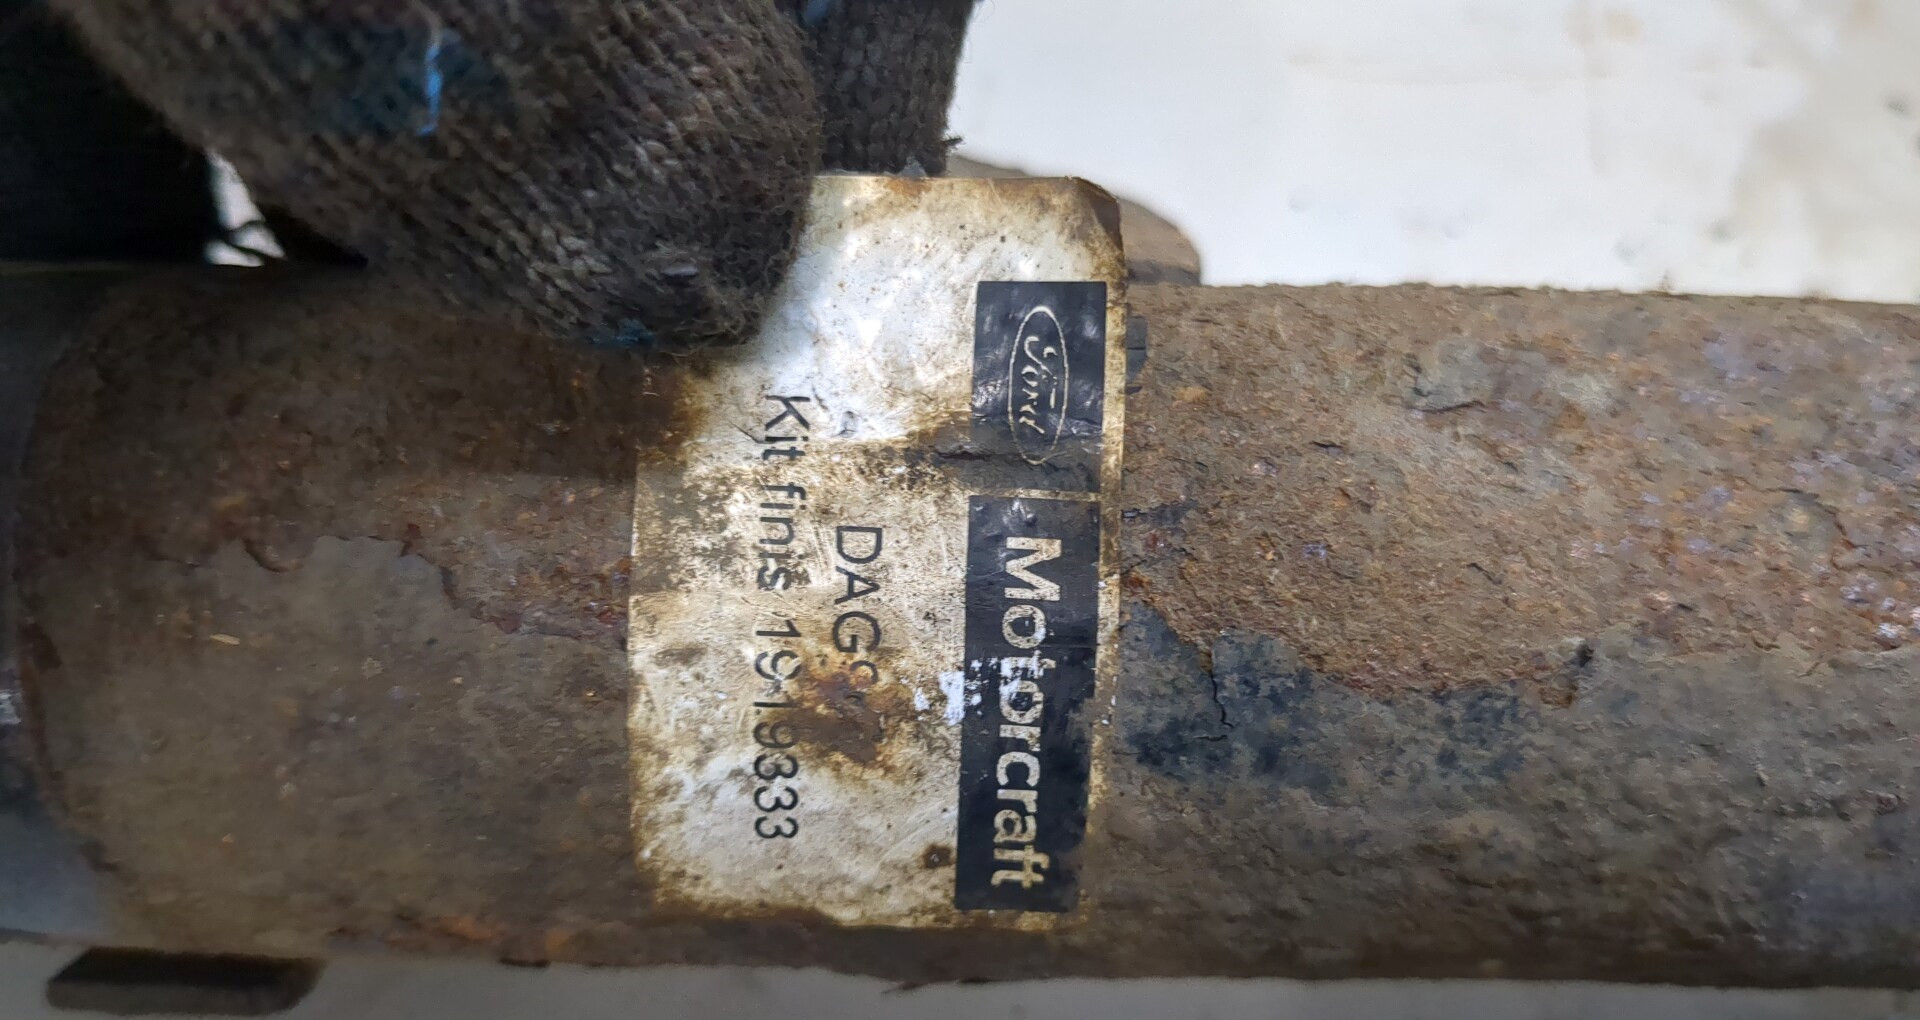 Ford
Motorcraft
DAG
Kit finis 1919333